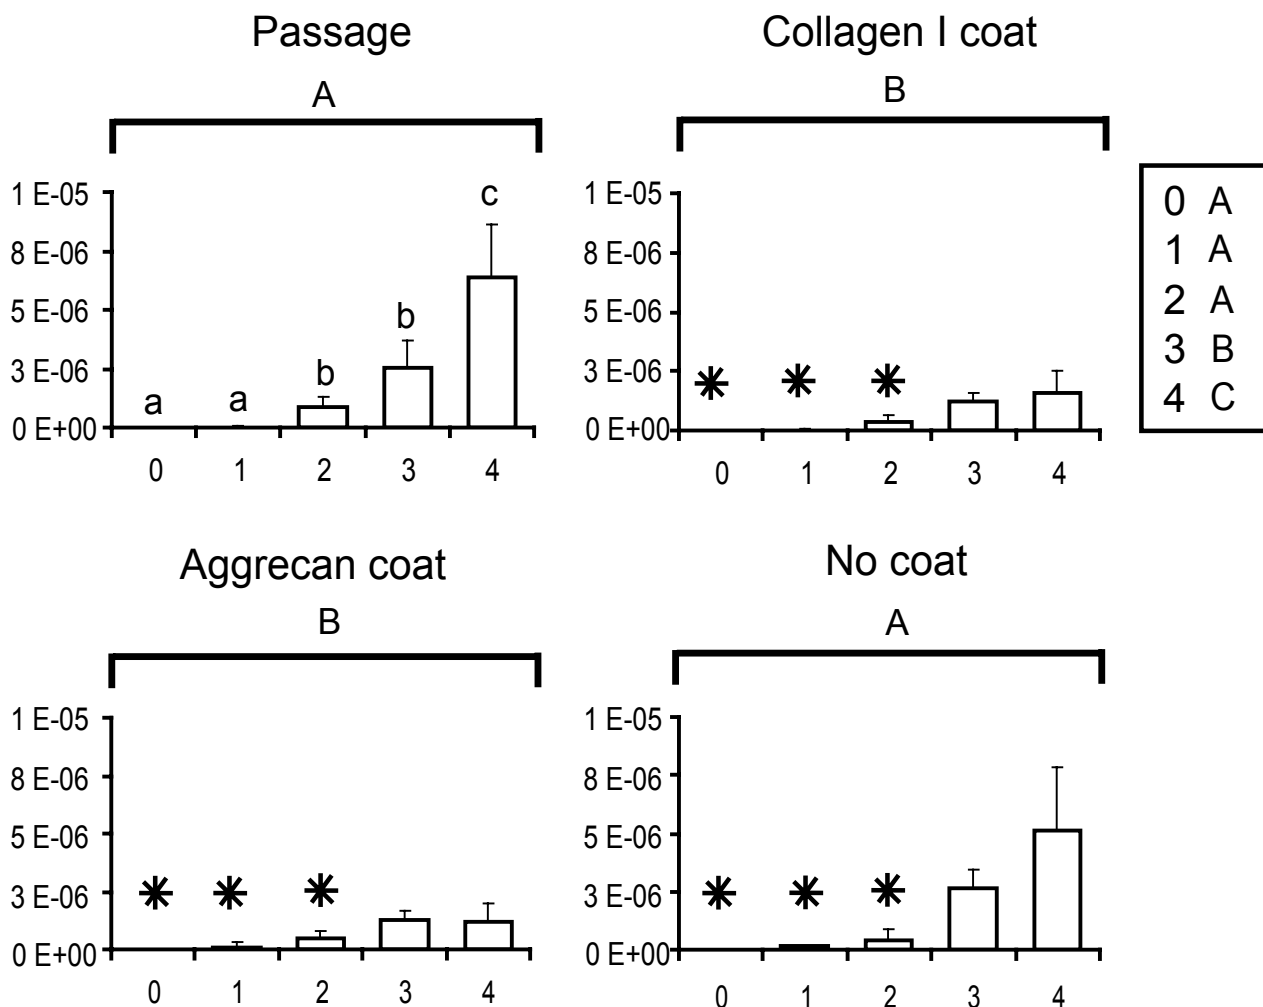 Passage
A
1 E-05
8 E-06
5 E-06
3 E-06
0 E+00
a
a
b
b
c
0 1 2 3 4
Collagen I coat
B
1 E-05
8 E-06
5 E-06
3 E-06
0 E+00
* * *
0 1 2 3 4
0 A
1 A
2 A
3 B
4 C
Aggrecan coat
B
1 E-05
8 E-06
5 E-06
3 E-06
0 E+00
* * *
0 1 2 3 4
No coat
A
1 E-05
8 E-06
5 E-06
3 E-06
0 E+00
* * *
0 1 2 3 4